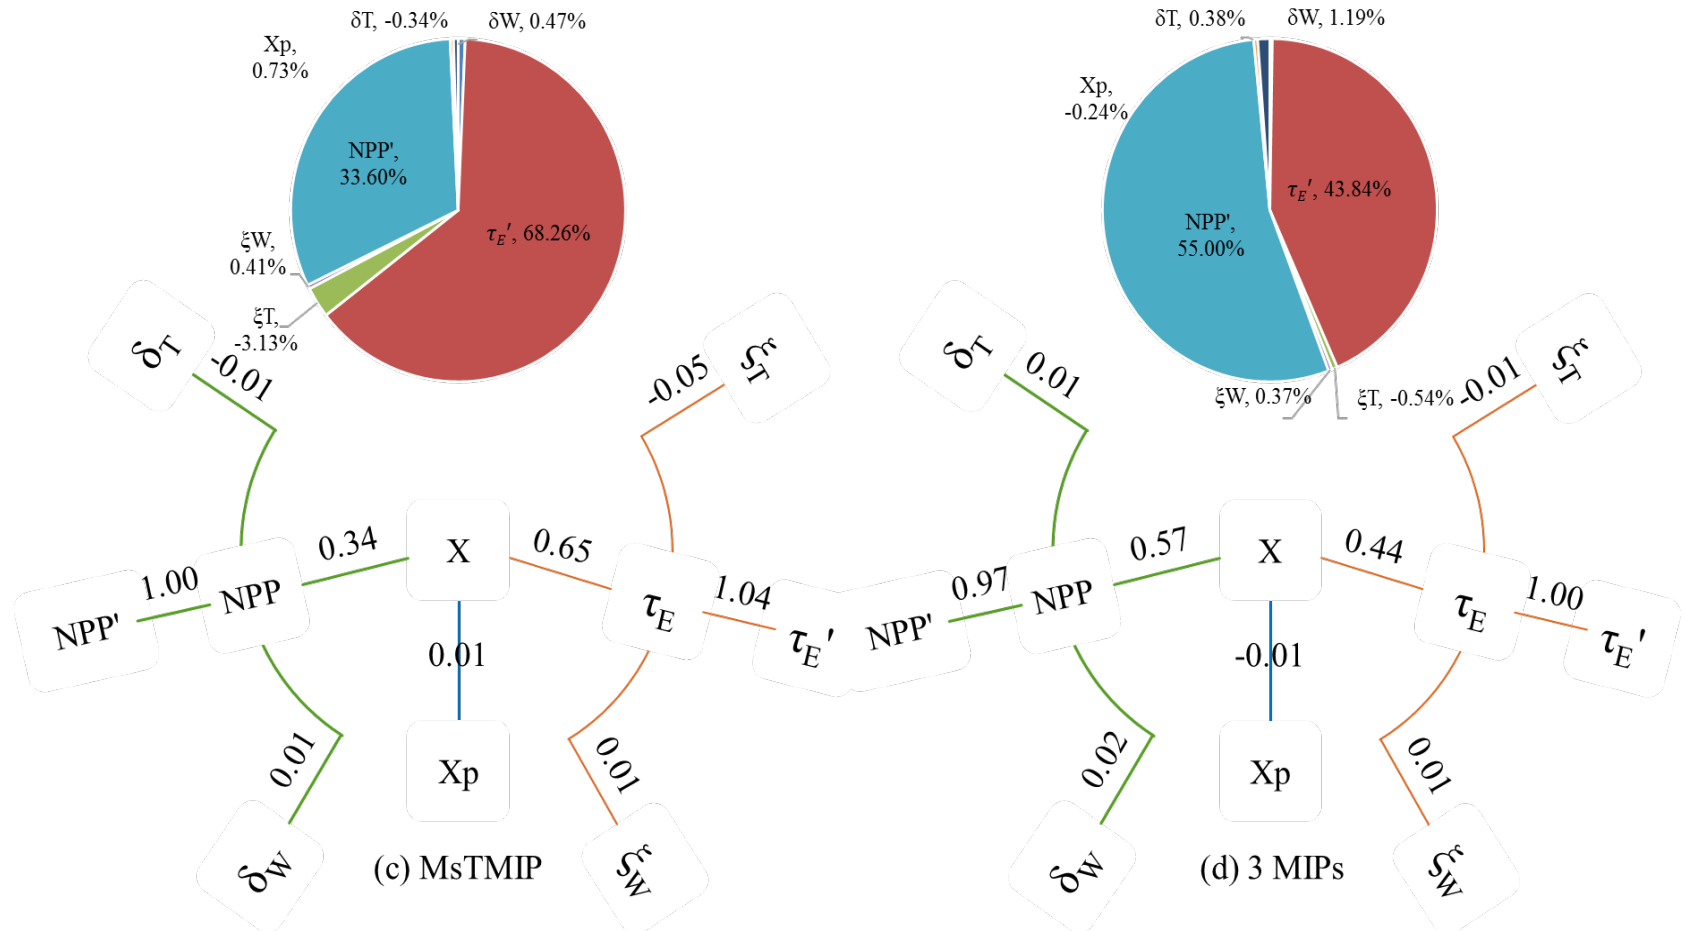 δT, -0.34%
δW, 0.47%
Xp,
0.73%
NPP',
33.60%
τE′, 68.26%
ξW,
0.41%
ξT,
-3.13%
δT
-0.01
-0.05
ξT
0.34
X
0.65
NPP'
1.00
NPP
τE
1.04
τE'
0.01
Xp
0.01
δW
0.01
ξW
(c) MsTMIP
δT, 0.38%
δW, 1.19%
Xp,
-0.24%
τE′, 43.84%
NPP',
55.00%
ξW, 0.37%
ξT, -0.54%
δT
0.01
-0.01
ξT
0.57
X
0.44
NPP'
0.97
NPP
τE
1.00
τE'
-0.01
Xp
0.02
δW
0.01
ξW
(d) 3 MIPs